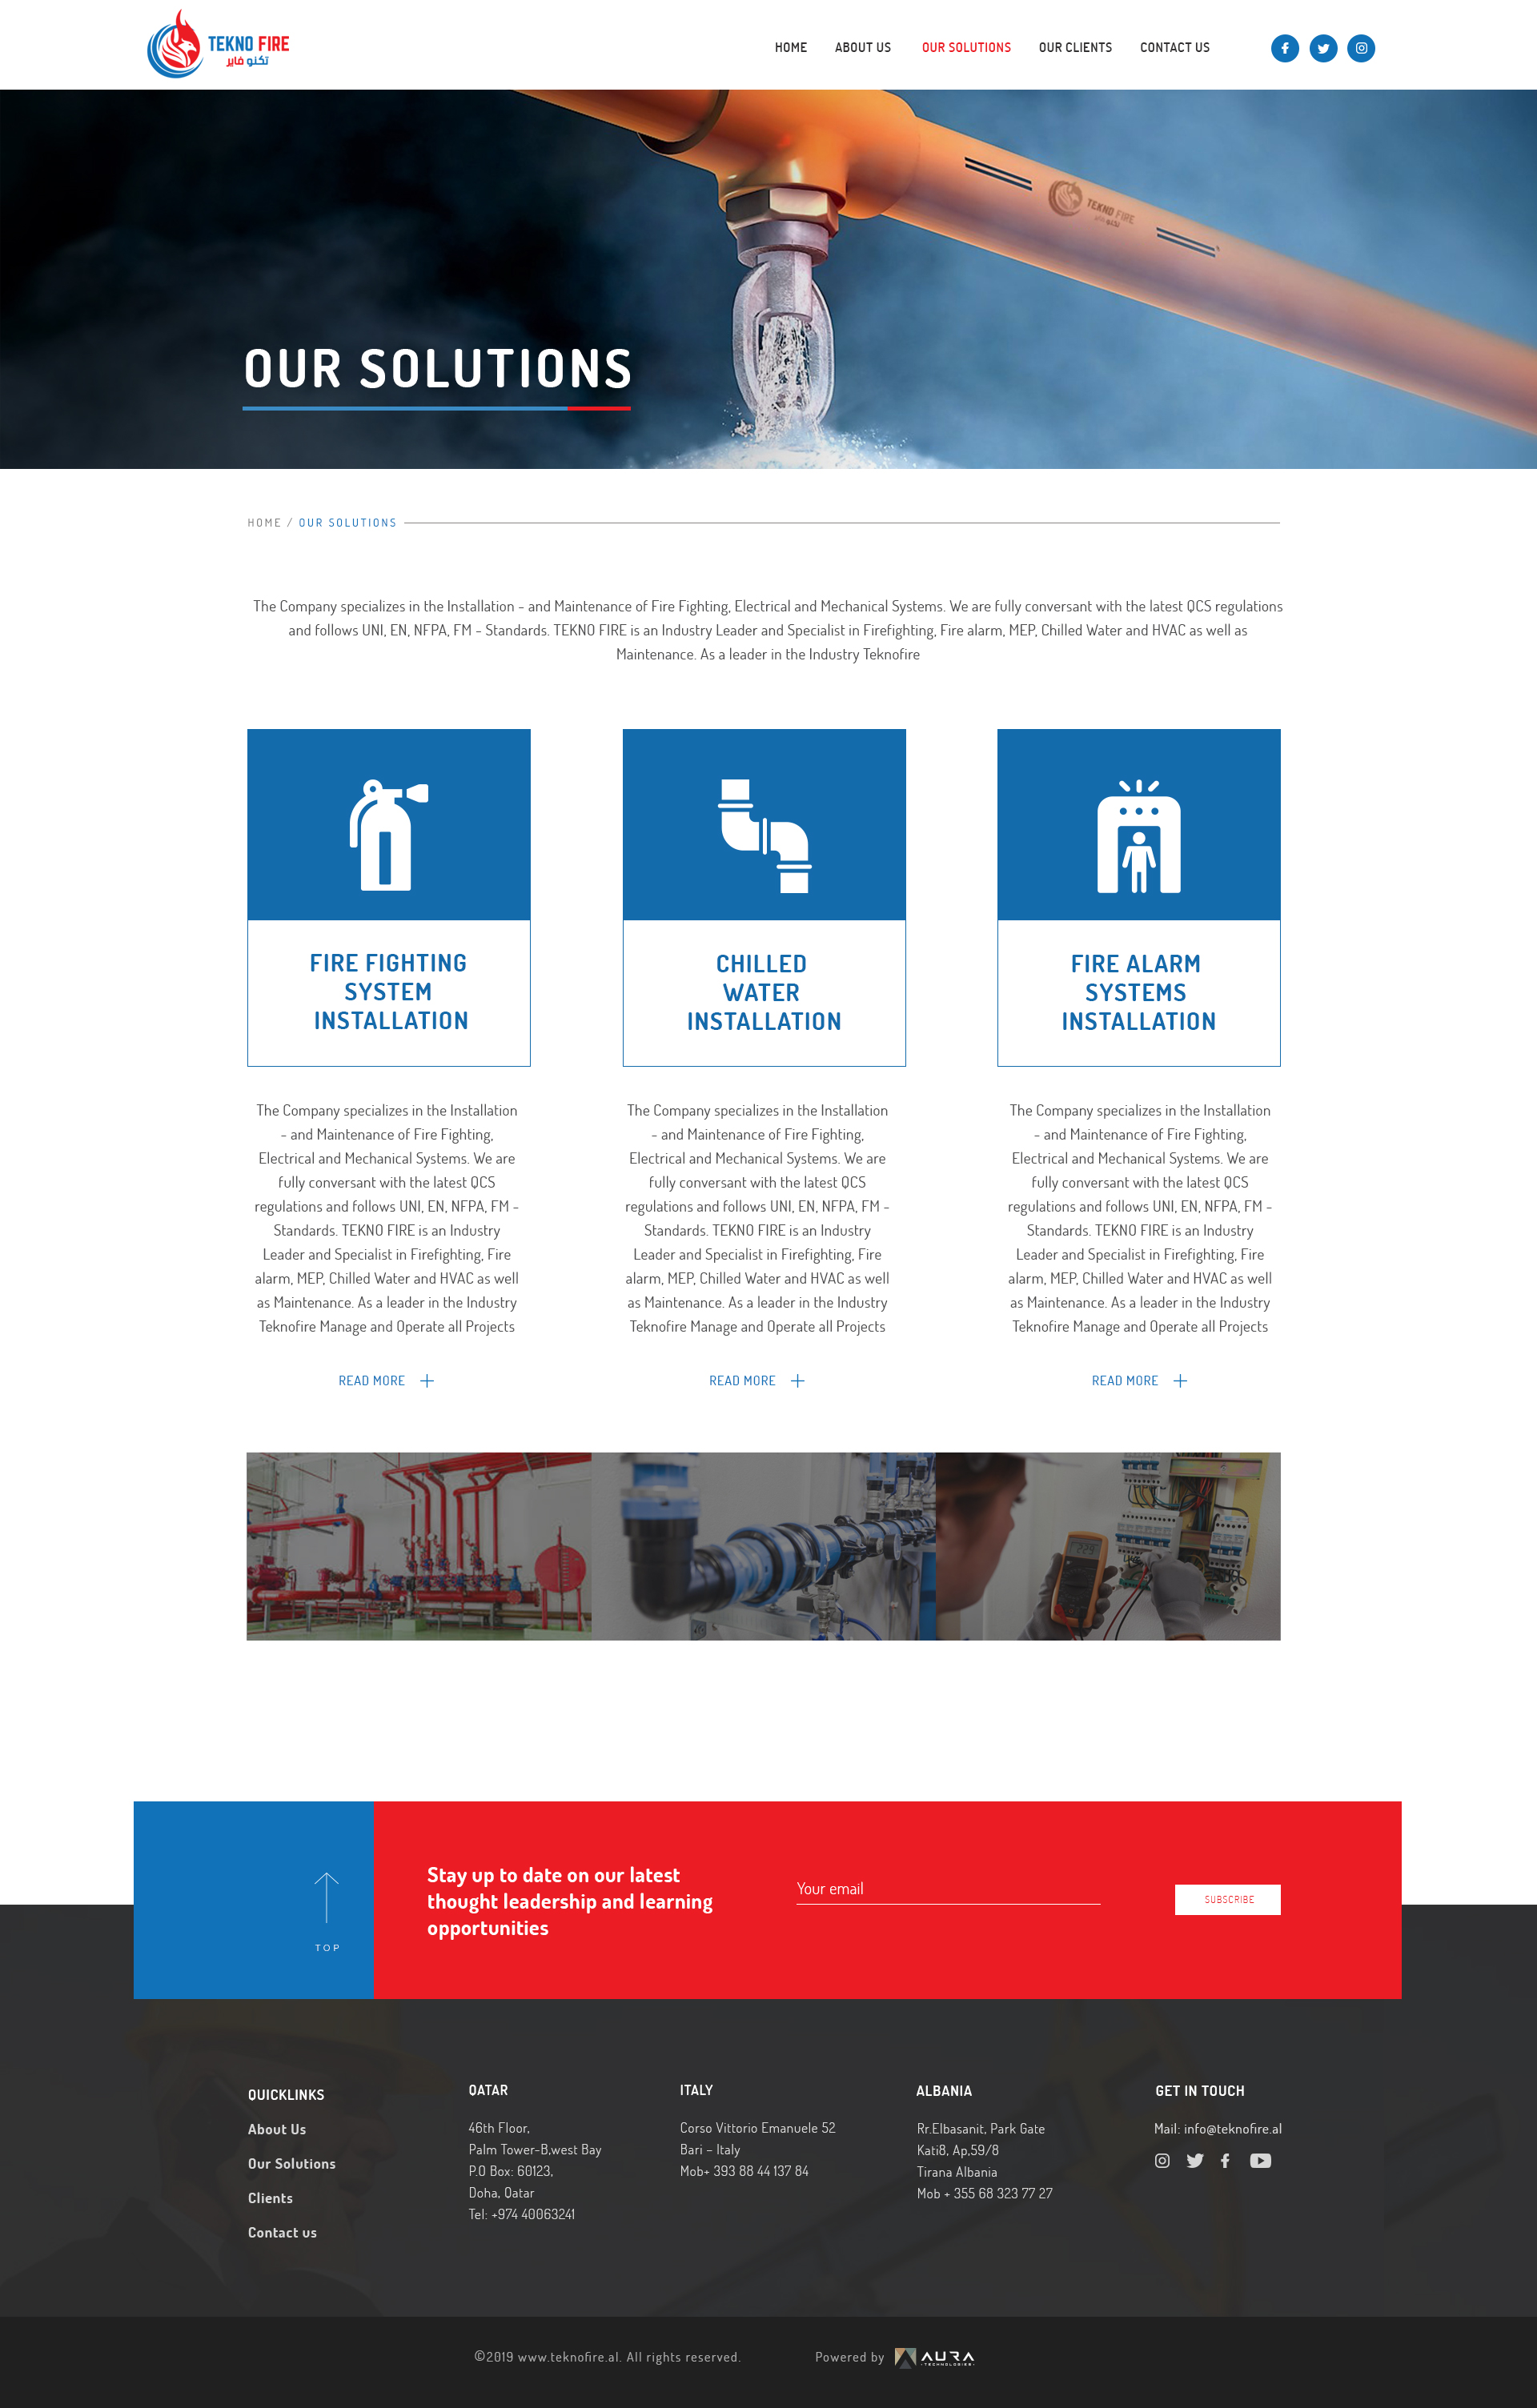 TEKNO FIRE
تكنو فاير
HOME
ABOUT US
OUR SOLUTIONS
OUR CLIENTS
CONTACT US
TEKNO FIRE
تكنو فاير
OUR SOLUTIONS
HOME / OUR SOLUTIONS
The Company specializes in the Installation - and Maintenance of Fire Fighting, Electrical and Mechanical Systems. We are fully conversant with the latest QCS regulations
and follows UNI, EN, NFPA, FM - Standards. TEKNO FIRE is an Industry Leader and Specialist in Firefighting, Fire alarm, MEP, Chilled Water and HVAC as well as
Maintenance. As a leader in the Industry Teknofire
FIRE FIGHTING
SYSTEM
INSTALLATION
The Company specializes in the Installation
- and Maintenance of Fire Fighting,
Electrical and Mechanical Systems. We are
fully conversant with the latest QCS
regulations and follows UNI, EN, NFPA, FM -
Standards. TEKNO FIRE is an Industry
Leader and Specialist in Firefighting, Fire
alarm, MEP, Chilled Water and HVAC as well
as Maintenance. As a leader in the Industry
Teknofire Manage and Operate all Projects
READ MORE
CHILLED
WATER
INSTALLATION
The Company specializes in the Installation
- and Maintenance of Fire Fighting,
Electrical and Mechanical Systems. We are
fully conversant with the latest QCS
regulations and follows UNI, EN, NFPA, FM -
Standards. TEKNO FIRE is an Industry
Leader and Specialist in Firefighting, Fire
alarm, MEP, Chilled Water and HVAC as well
as Maintenance. As a leader in the Industry
Teknofire Manage and Operate all Projects
READ MORE
FIRE ALARM
SYSTEMS
INSTALLATION
The Company specializes in the Installation
- and Maintenance of Fire Fighting,
Electrical and Mechanical Systems. We are
fully conversant with the latest QCS
regulations and follows UNI, EN, NFPA, FM -
Standards. TEKNO FIRE is an Industry
Leader and Specialist in Firefighting, Fire
alarm, MEP, Chilled Water and HVAC as well
as Maintenance. As a leader in the Industry
Teknofire Manage and Operate all Projects
READ MORE
TOP
Stay up to date on our latest
thought leadership and learning
opportunities
Your email
SUBSCRIBE
QUICKLINKS
About Us
Our Solutions
Clients
Contact us
QATAR
46th Floor,
Palm Tower-B,west Bay
P.O Box: 60123,
Doha, Qatar
Tel: +974 40063241
ITALY
Corso Vittorio Emanuele 52
Bari – Italy
Mob+ 393 88 44 137 84
ALBANIA
Rr.Elbasanit, Park Gate
Kati8, Ap,59/8
Tirana Albania
Mob + 355 68 323 77 27
GET IN TOUCH
Mail: info@teknofire.al
©2019 www.teknofire.al. All rights reserved.
Powered by
AURA
TECHNOLOGIES